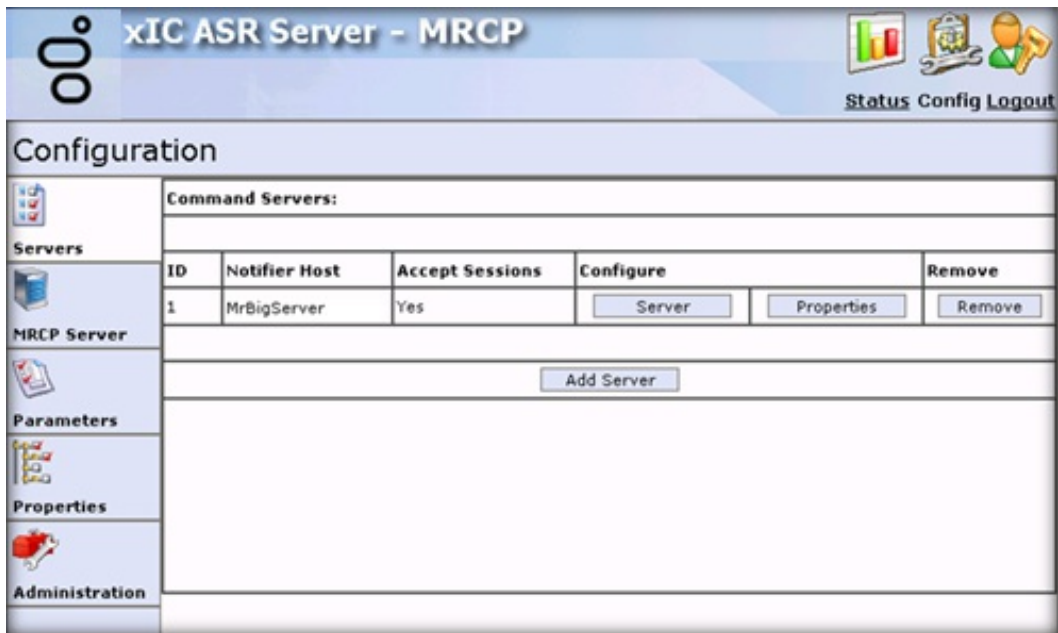 xIC ASR Server - MRCP
Status Config Logout
Configuration
Servers
MRCP Server
Parameters
Properties
Administration
Command Servers:
ID Notifier Host Accept Sessions Configure Remove
1 MrBigServer Yes Server Properties Remove
Add Server